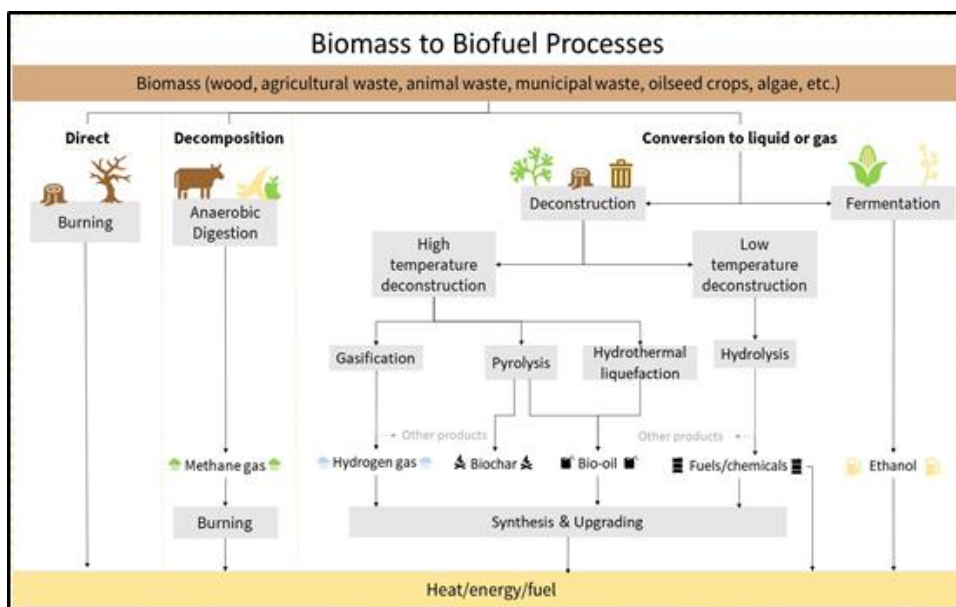 Biomass to Biofuel Processes
Biomass (wood, agricultural waste, animal waste, municipal waste, oilseed crops, algae, etc.)
Direct
Decomposition
Conversion to liquid or gas
Burning
Anaerobic
Digestion
Deconstruction
Fermentation
High
temperature
deconstruction
Low
temperature
deconstruction
Gasification
Pyrolysis
Hydrothermal
liquefaction
Hydrolysis
Other products
Other products
Methane gas
Hydrogen gas
Biochar
Bio-oil
Fuels/chemicals
Ethanol
Burning
Synthesis & Upgrading
Heat/energy/fuel